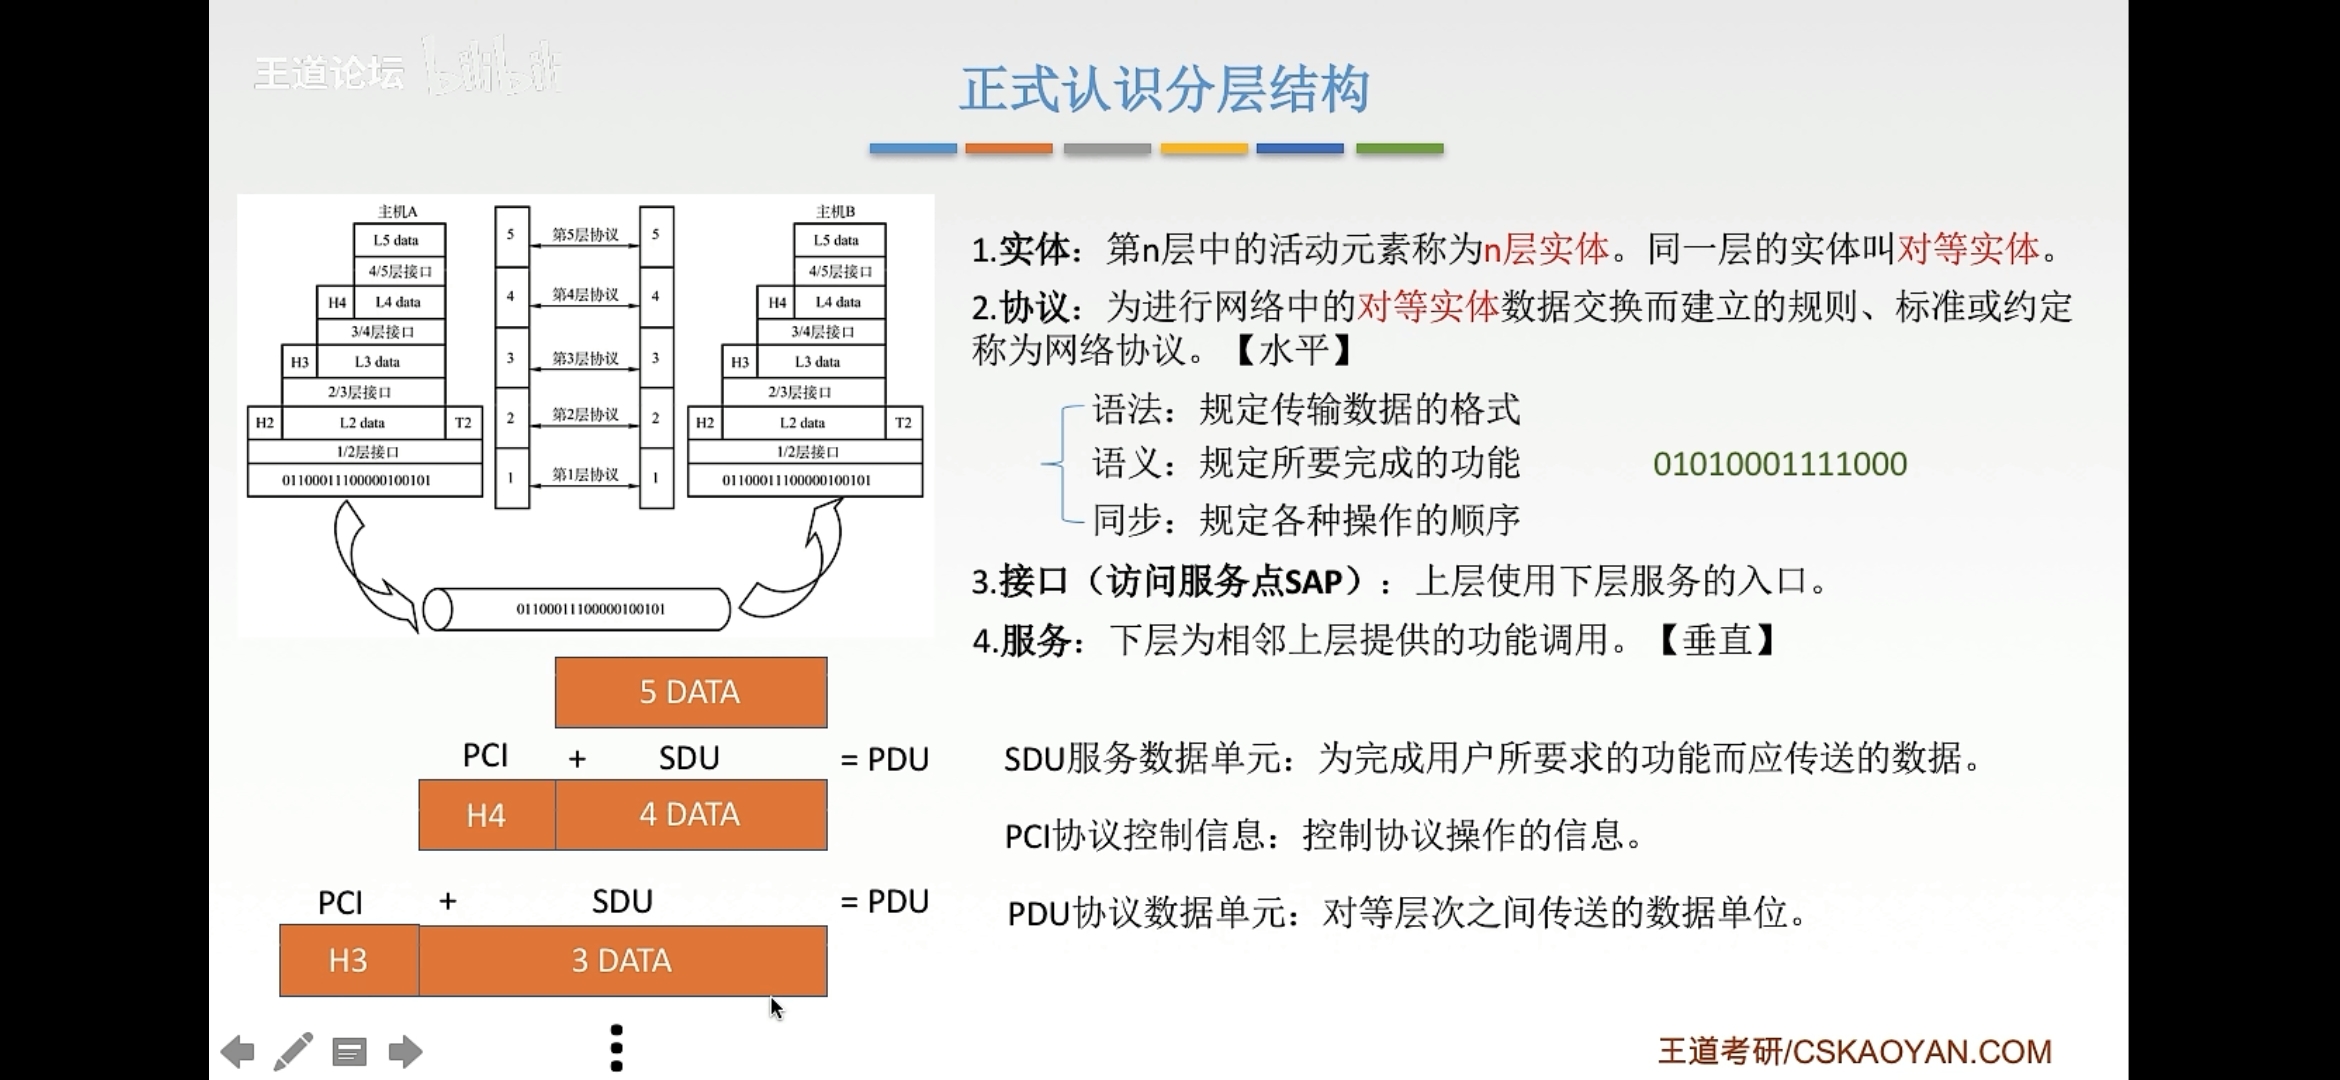 王道论坛 bilibili
正式认识分层结构
主机A
L5 data
4/5层接口
H4 L4 data
3/4层接口
H3 L3 data
2/3层接口
H2 L2 data T2
1/2层接口
01100011100000100101
5 第5层协议 5
4 第4层协议 4
3 第3层协议 3
2 第2层协议 2
1 第1层协议 1
主机B
L5 data
4/5层接口
H4 L4 data
3/4层接口
H3 L3 data
2/3层接口
H2 L2 data T2
1/2层接口
01100011100000100101
01100011100000100101
1.实体：第n层中的活动元素称为n层实体。同一层的实体叫对等实体。
2.协议：为进行网络中的对等实体数据交换而建立的规则、标准或约定
称为网络协议。【水平】
语法：规定传输数据的格式
语义：规定所要完成的功能
01010001111000
同步：规定各种操作的顺序
3.接口（访问服务点SAP）：上层使用下层服务的入口。
4.服务：下层为相邻上层提供的功能调用。【垂直】
5 DATA
PCI + SDU = PDU
H4 4 DATA
PCI + SDU = PDU
H3 3 DATA
SDU服务数据单元：为完成用户所要求的功能而应传送的数据。
PCI协议控制信息：控制协议操作的信息。
PDU协议数据单元：对等层次之间传送的数据单位。
王道考研/CSKAOYAN.COM